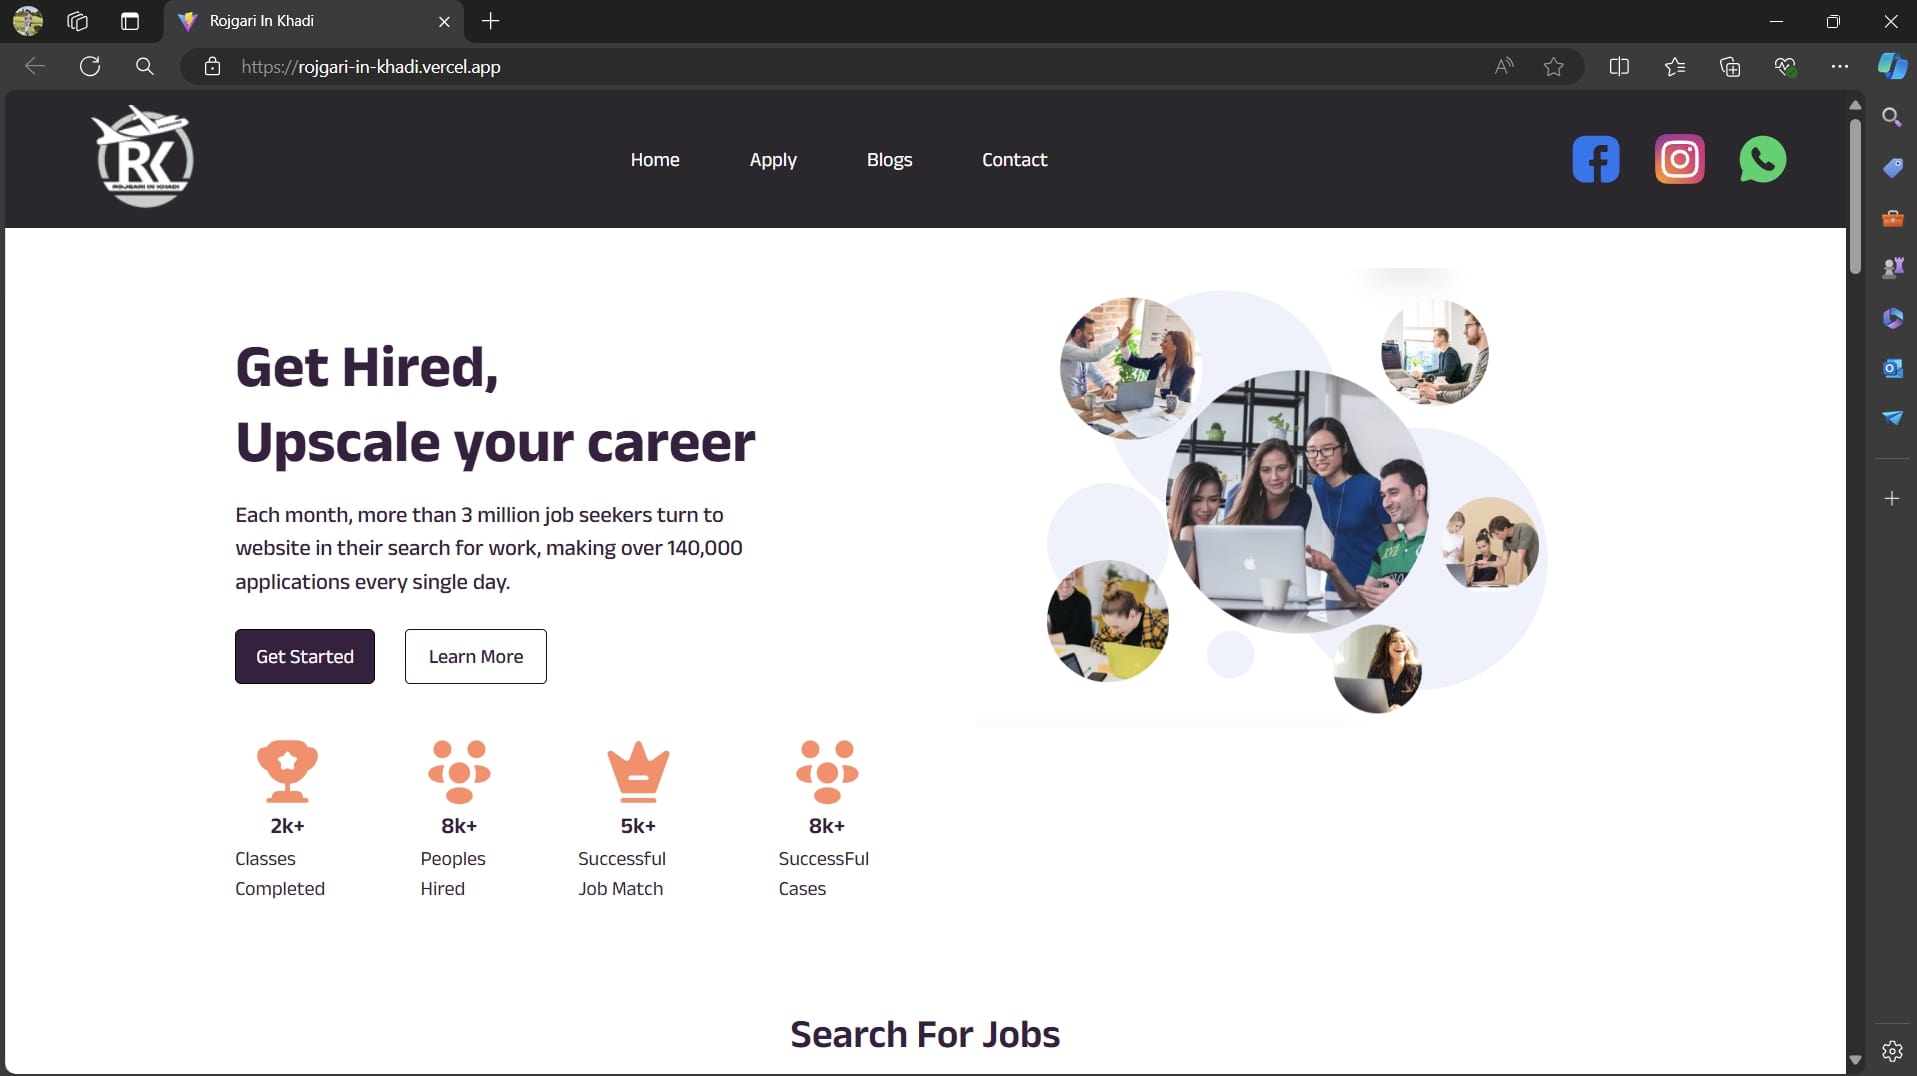 Rojgari In Khadi
https://rojgari-in-khadi.vercel.app
RK
ROJGARI IN KHADI
Home
Apply
Blogs
Contact
Get Hired,
Upscale your career
Each month, more than 3 million job seekers turn to
website in their search for work, making over 140,000
applications every single day.
Get Started
Learn More
2k+
Classes
Completed
8k+
Peoples
Hired
5k+
Successful
Job Match
8k+
SuccessFul
Cases
Search For Jobs